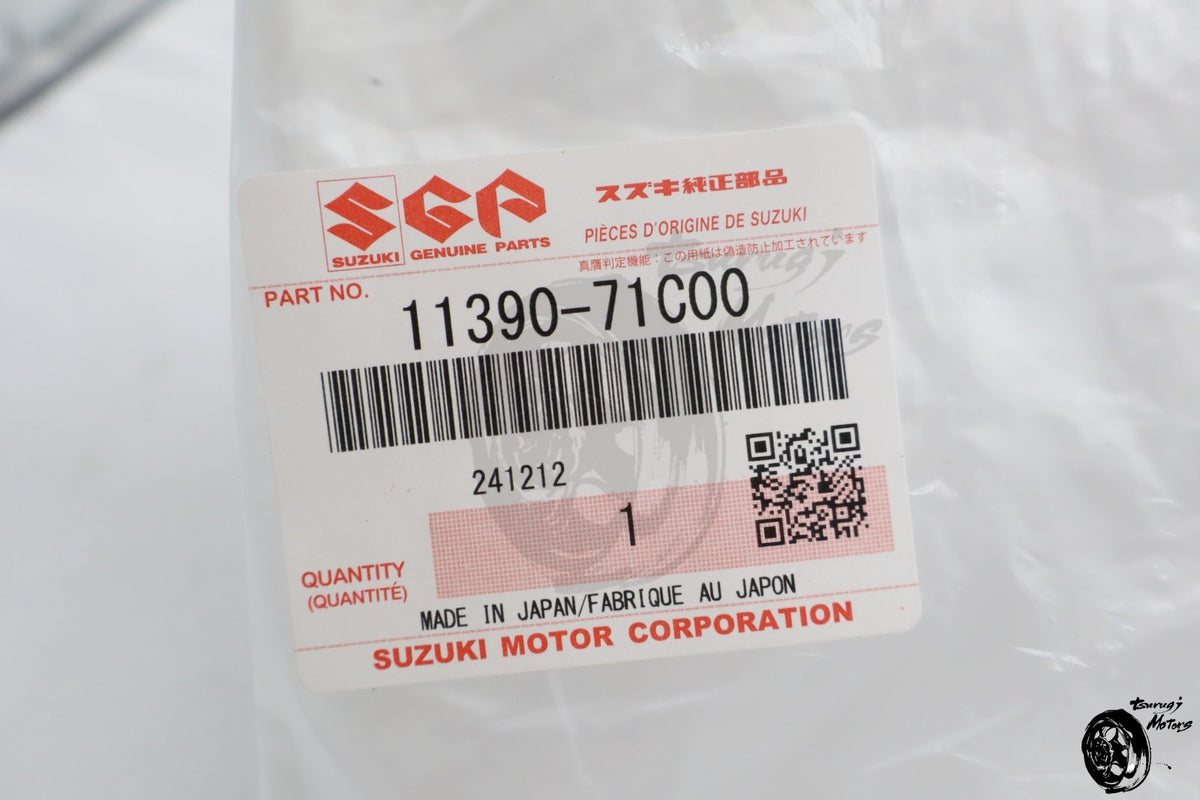 SGP
スズキ純正部品
SUZUKI GENUINE PARTS
PIÈCES D'ORIGINE DE SUZUKI
真贋判定機能：この用紙は偽造防止加工されています
PART NO.
11390-71C00
tsurugi
Motors
241212
1
QUANTITY
(QUANTITÉ)
MADE IN JAPAN/FABRIQUE AU JAPON
SUZUKI MOTOR CORPORATION
tsurugi
Motors